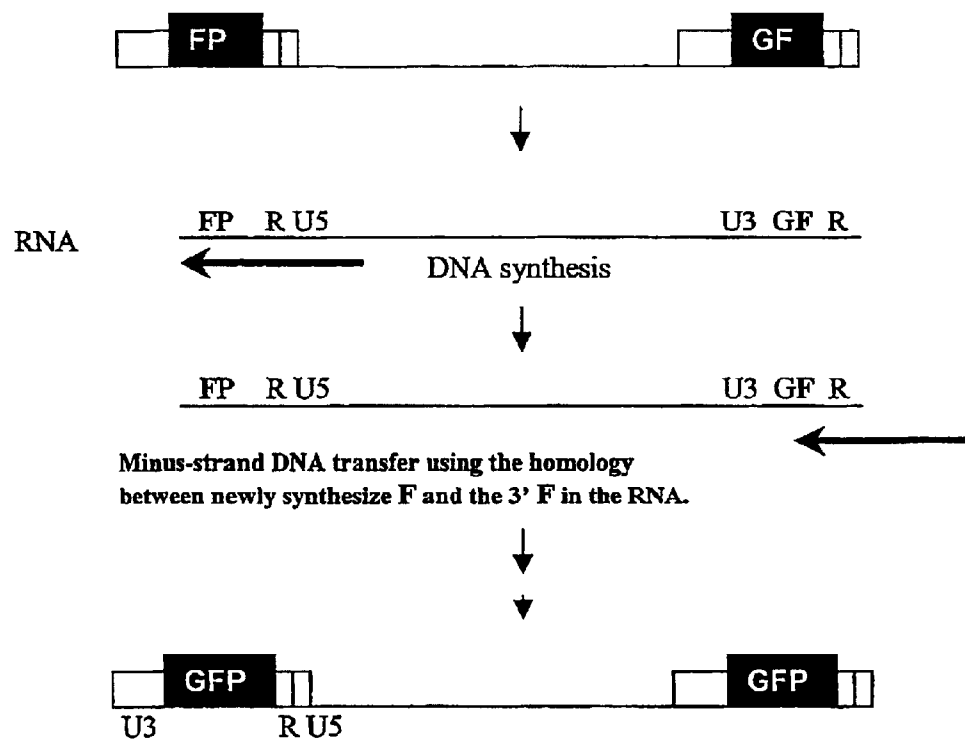 FP GF
FP R U5 U3 GF R
RNA
DNA synthesis
FP R U5 U3 GF R
Minus-strand DNA transfer using the homology
between newly synthesize F and the 3' F in the RNA.
GFP GFP
U3 R U5